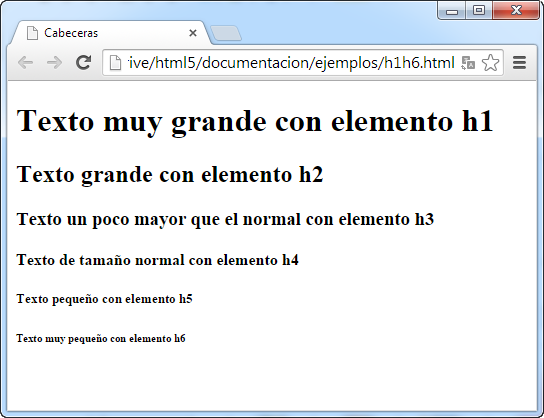 Cabeceras
ive/html5/documentacion/ejemplos/h1h6.html
Texto muy grande con elemento h1
Texto grande con elemento h2
Texto un poco mayor que el normal con elemento h3
Texto de tamaño normal con elemento h4
Texto pequeño con elemento h5
Texto muy pequeño con elemento h6